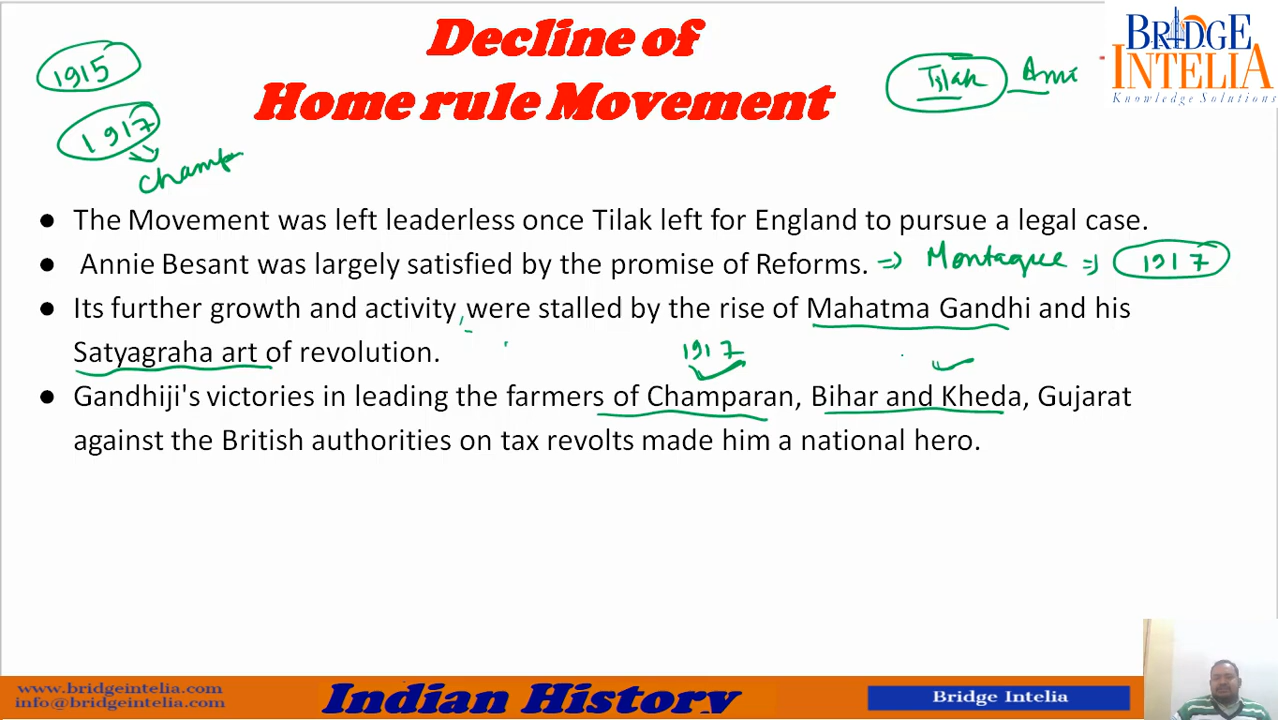 Decline of
Home rule Movement
1915
1917
Champ
Tilak
BRIDGE
INTELIA
Knowledge Solutions
● The Movement was left leaderless once Tilak left for England to pursue a legal case.
● Annie Besant was largely satisfied by the promise of Reforms. => Montague => 1917
● Its further growth and activity were stalled by the rise of Mahatma Gandhi and his
Satyagraha art of revolution.
1917
● Gandhiji's victories in leading the farmers of Champaran, Bihar and Kheda, Gujarat
against the British authorities on tax revolts made him a national hero.
www.bridgeintelia.com
info@bridgeintelia.com
Indian History
Bridge Intelia